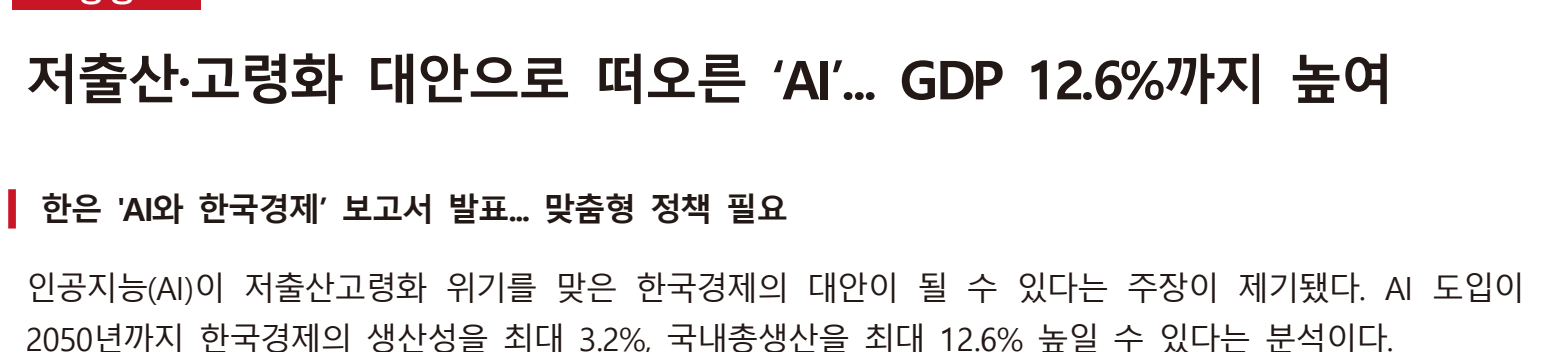 저출산·고령화 대안으로 떠오른 ‘AI’... GDP 12.6%까지 높여
한은 'AI와 한국경제’ 보고서 발표... 맞춤형 정책 필요
인공지능(AI)이 저출산고령화 위기를 맞은 한국경제의 대안이 될 수 있다는 주장이 제기됐다. AI 도입이
2050년까지 한국경제의 생산성을 최대 3.2%, 국내총생산을 최대 12.6% 높일 수 있다는 분석이다.